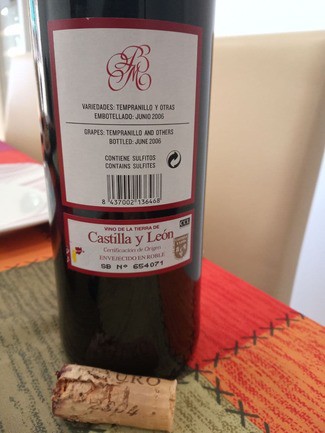 VARIEDADES: TEMPRANILLO Y OTRAS
EMBOTELLADO: JUNIO 2006
GRAPES: TEMPRANILLO AND OTHERS
BOTTLED: JUNE 2006
CONTIENE SULFITOS
CONTAINS SULFITES
8 437002 136468
VINO DE LA TIERRA DE
Castilla y León
Certificación de Origen
ENVEJECIDO EN ROBLE
SB Nº 654071